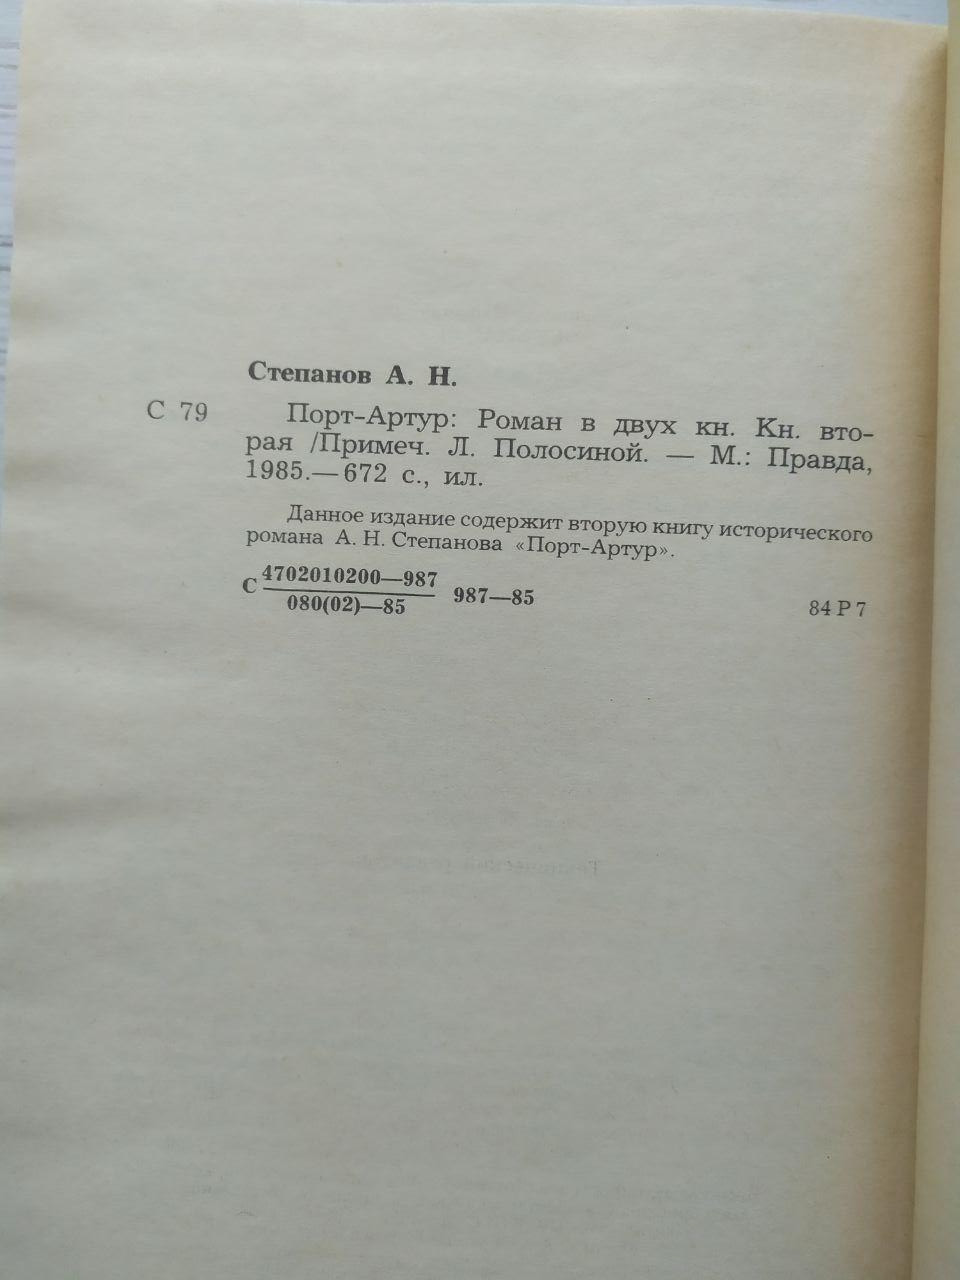 Степанов А. Н.
С 79 Порт-Артур: Роман в двух кн. Кн. вто-
рая /Примеч. Л. Полосиной. — М.: Правда,
1985.—672 с., ил.
Данное издание содержит вторую книгу исторического
романа А. Н. Степанова «Порт-Артур».
С 4702010200—987
080(02)—85
987—85
84 Р 7